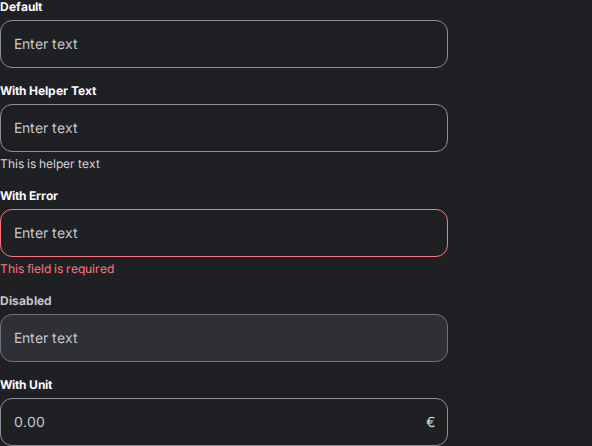 Default
Enter text
With Helper Text
Enter text
This is helper text
With Error
Enter text
This field is required
Disabled
Enter text
With Unit
0.00 €